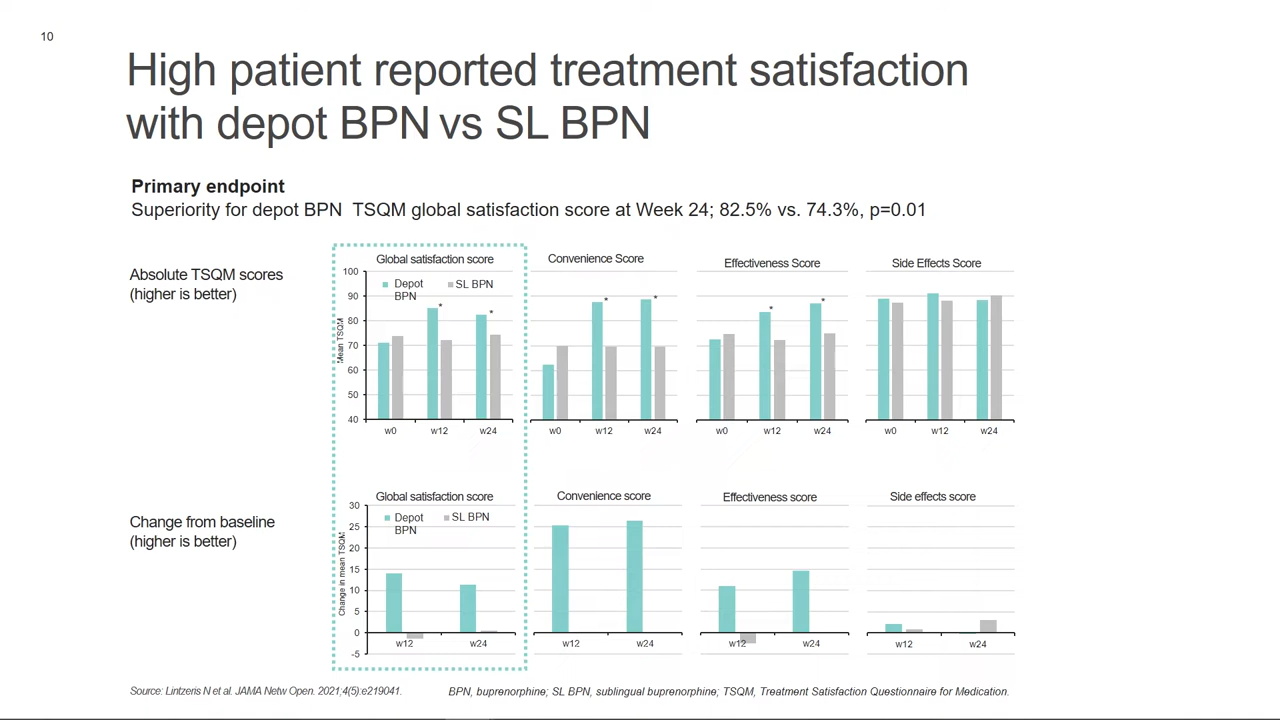 10
High patient reported treatment satisfaction
with depot BPN vs SL BPN
Primary endpoint
Superiority for depot BPN TSQM global satisfaction score at Week 24; 82.5% vs. 74.3%, p=0.01
Absolute TSQM scores
(higher is better)
Global satisfaction score
Depot
BPN
SL BPN
Mean TSQM
100
90
80
70
60
50
40
*
*
w0 w12 w24
Convenience Score
*
*
w0 w12 w24
Effectiveness Score
*
*
w0 w12 w24
Side Effects Score
w0 w12 w24
Change from baseline
(higher is better)
Global satisfaction score
Depot
BPN
SL BPN
Change in mean TSQM
30
25
20
15
10
5
0
-5
w12 w24
Convenience score
w12 w24
Effectiveness score
w12 w24
Side effects score
w12 w24
Source: Lintzeris N et al. JAMA Netw Open. 2021;4(5):e219041.
BPN, buprenorphine; SL BPN, sublingual buprenorphine; TSQM, Treatment Satisfaction Questionnaire for Medication.